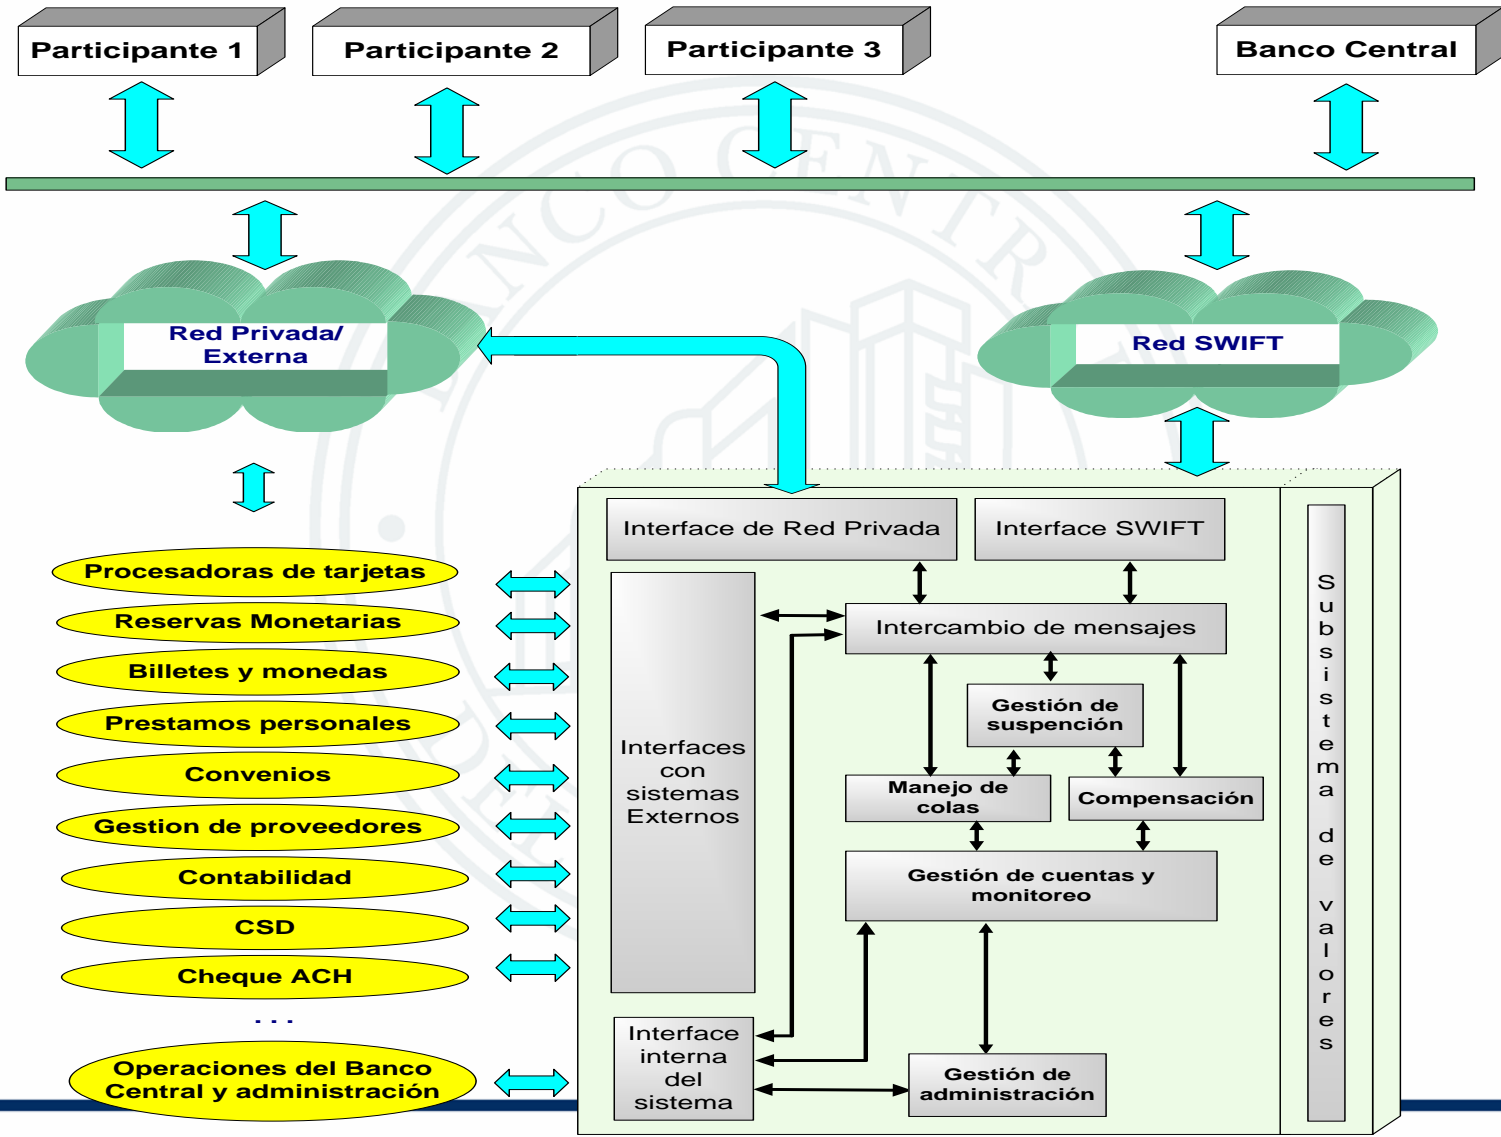 Participante 1
Participante 2
Participante 3
Banco Central
BANCO CENTRAL
Red Privada/
Externa
Red SWIFT
Interface de Red Privada
Interface SWIFT
Procesadoras de tarjetas
Reservas Monetarias
Billetes y monedas
Prestamos personales
Convenios
Gestion de proveedores
Contabilidad
CSD
Cheque ACH
...
Operaciones del Banco
Central y administración
Interfaces
con
sistemas
Externos
Intercambio de mensajes
Gestión de
suspención
Manejo de
colas
Compensación
Gestión de cuentas y
monitoreo
Interface
interna
del
sistema
Gestión de
administración
Subsistema de valores